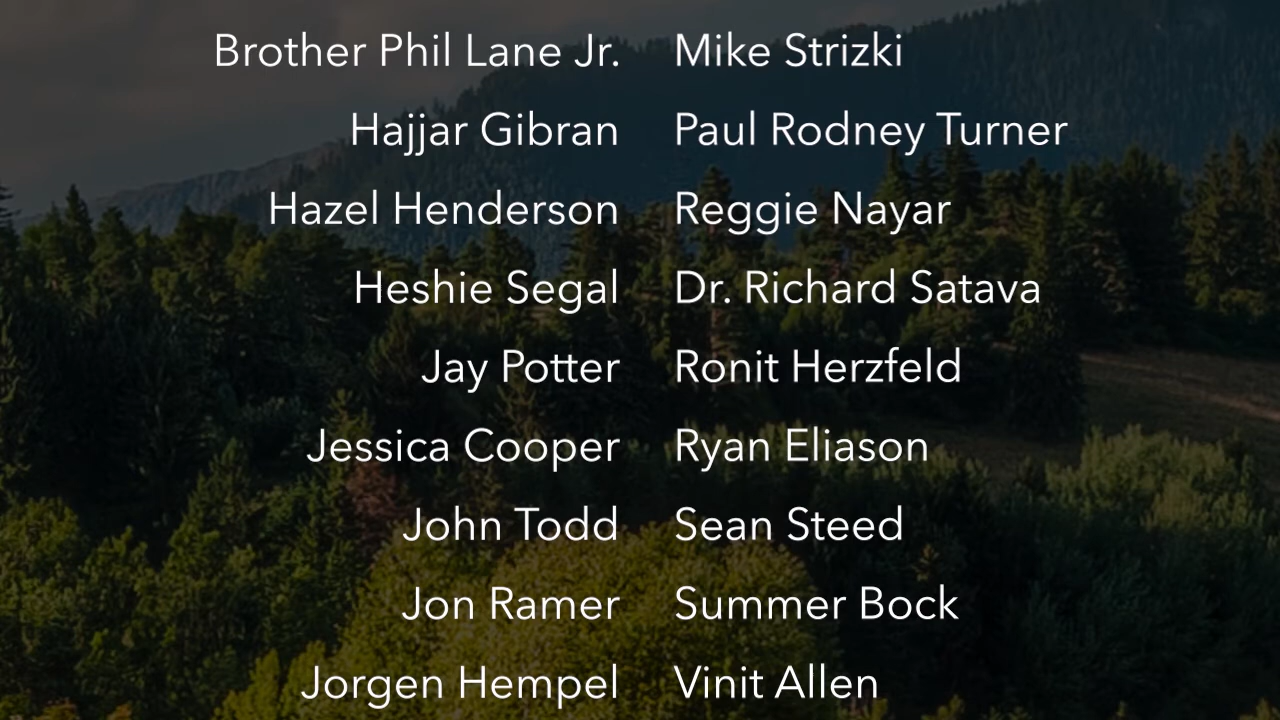 Brother Phil Lane Jr. Mike Strizki
Hajjar Gibran Paul Rodney Turner
Hazel Henderson Reggie Nayar
Heshie Segal Dr. Richard Satava
Jay Potter Ronit Herzfeld
Jessica Cooper Ryan Eliason
John Todd Sean Steed
Jon Ramer Summer Bock
Jorgen Hempel Vinit Allen